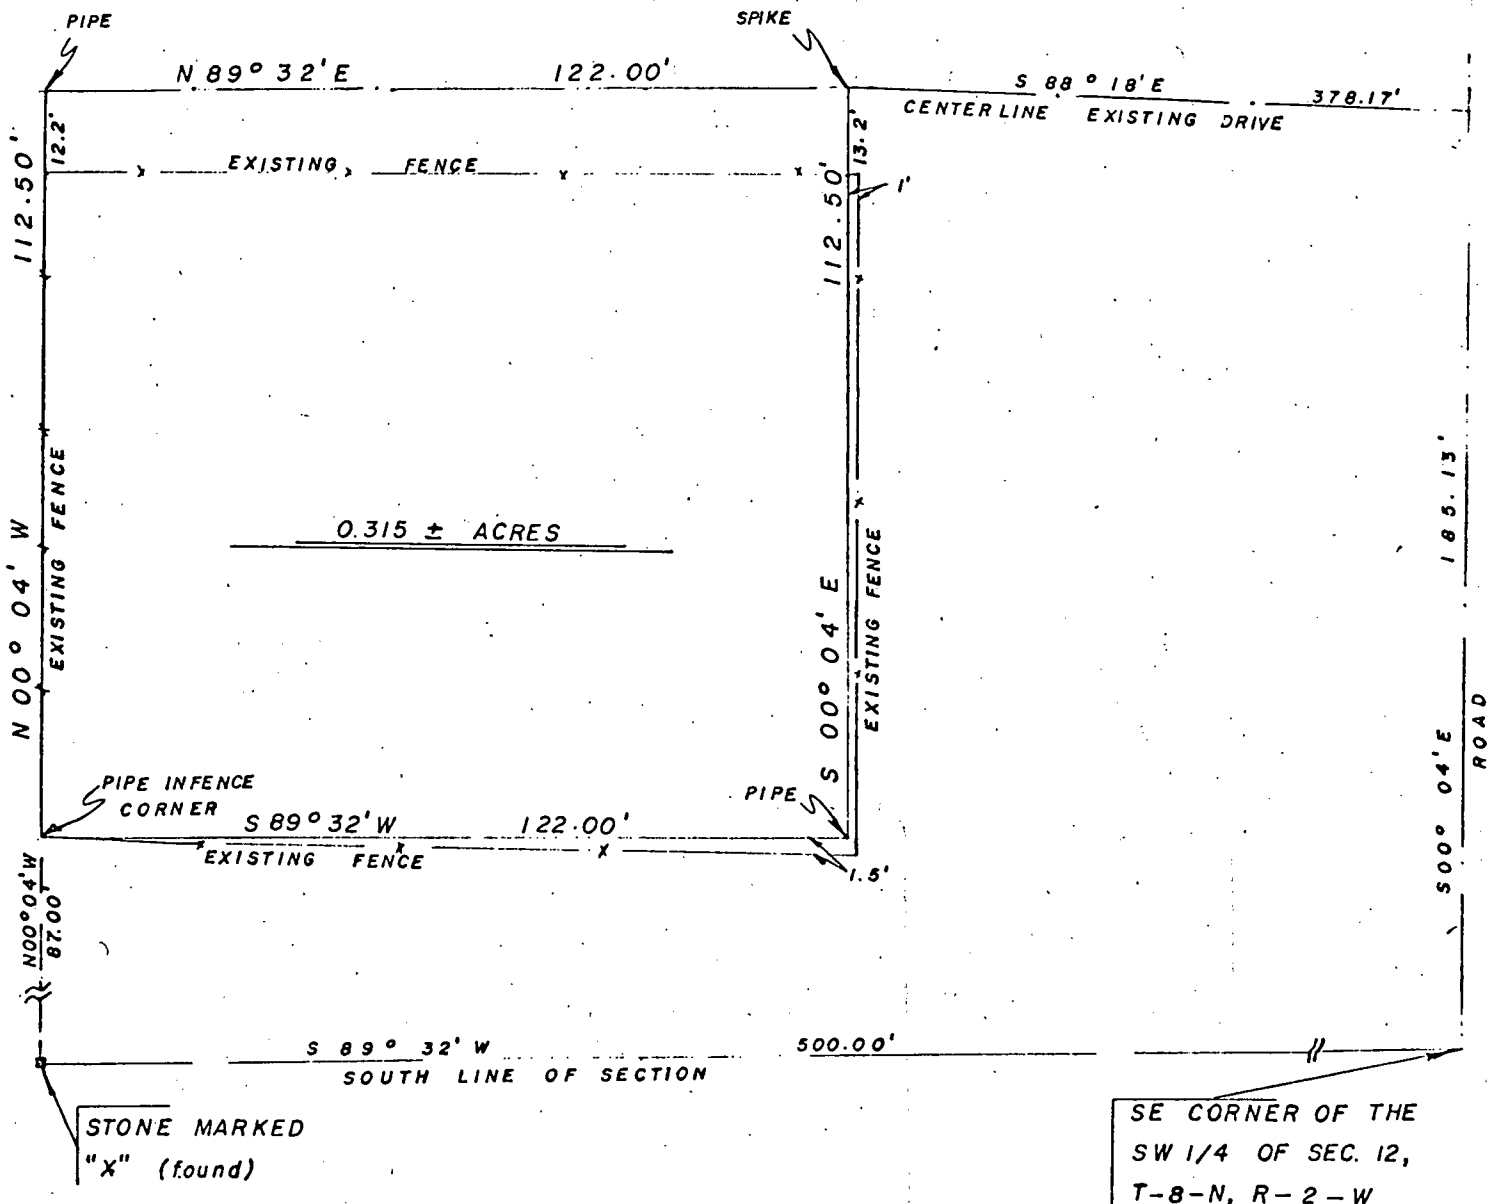 PIPE
SPIKE
N 89° 32' E 122.00'
S 88° 18' E 378.17'
CENTERLINE EXISTING DRIVE
12.2'
13.2'
112.50'
EXISTING FENCE
1'
112.50'
N 00° 04' W
EXISTING FENCE
0.315 ± ACRES
S 00° 04' E
EXISTING FENCE
185.13'
S00° 04' E
ROAD
PIPE IN FENCE
CORNER
PIPE
S 89° 32' W 122.00'
EXISTING FENCE
1.5'
N00° 04' W
87.00'
S 89° 32' W 500.00'
SOUTH LINE OF SECTION
STONE MARKED
"X" (found)
SE CORNER OF THE
SW 1/4 OF SEC. 12,
T-8-N, R-2-W